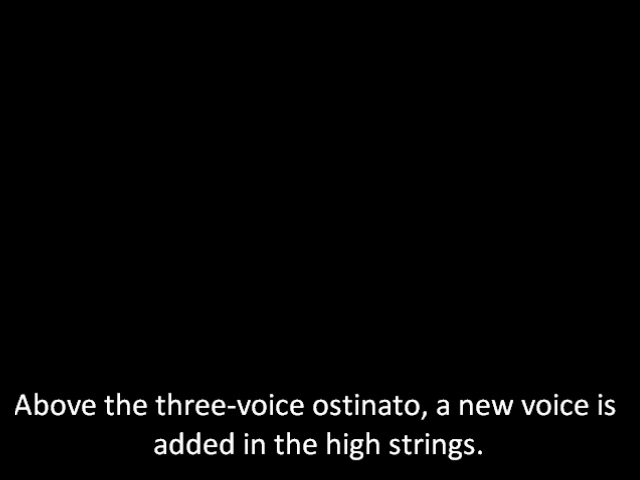 Above the three-voice ostinato, a new voice is
added in the high strings.